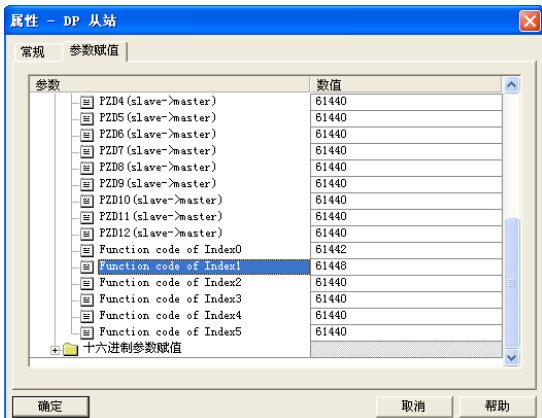 属性 - DP 从站
常规 参数赋值
参数 数值
PZD4(slave->master) 61440
PZD5(slave->master) 61440
PZD6(slave->master) 61440
PZD7(slave->master) 61440
PZD8(slave->master) 61440
PZD9(slave->master) 61440
PZD10(slave->master) 61440
PZD11(slave->master) 61440
PZD12(slave->master) 61440
Function code of Index0 61442
Function code of Index1 61448
Function code of Index2 61440
Function code of Index3 61440
Function code of Index4 61440
Function code of Index5 61440
十六进制参数赋值
确定 取消 帮助